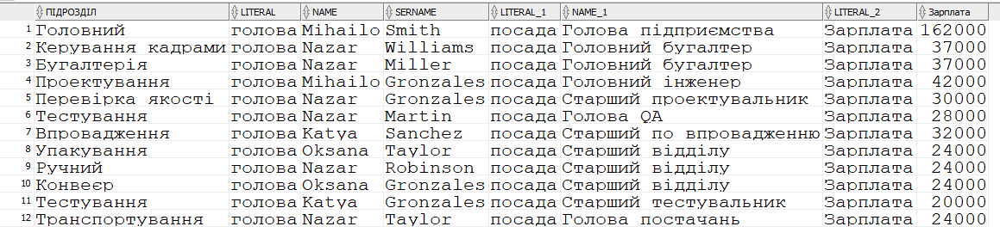 ПІДРОЗДІЛ LITERAL NAME SERNAME LITERAL_1 NAME_1 LITERAL_2 Зарплата
1 Головний голова Mihailo Smith посада Голова підприємства Зарплата 162000
2 Керування кадрами голова Nazar Williams посада Головний бугалтер Зарплата 37000
3 Бугалтерія голова Nazar Miller посада Головний бугалтер Зарплата 37000
4 Проектування голова Mihailo Gronzales посада Головний інженер Зарплата 42000
5 Перевірка якості голова Nazar Gronzales посада Старший проектувальник Зарплата 30000
6 Тестування голова Nazar Martin посада Голова QA Зарплата 28000
7 Впровадження голова Katya Sanchez посада Старший по впровадженню Зарплата 32000
8 Упакування голова Oksana Taylor посада Старший відділу Зарплата 24000
9 Ручний голова Nazar Robinson посада Старший відділу Зарплата 24000
10 Конвеєр голова Oksana Gronzales посада Старший відділу Зарплата 24000
11 Тестування голова Katya Gronzales посада Старший тестувальник Зарплата 20000
12 Транспортування голова Nazar Taylor посада Голова постачань Зарплата 24000